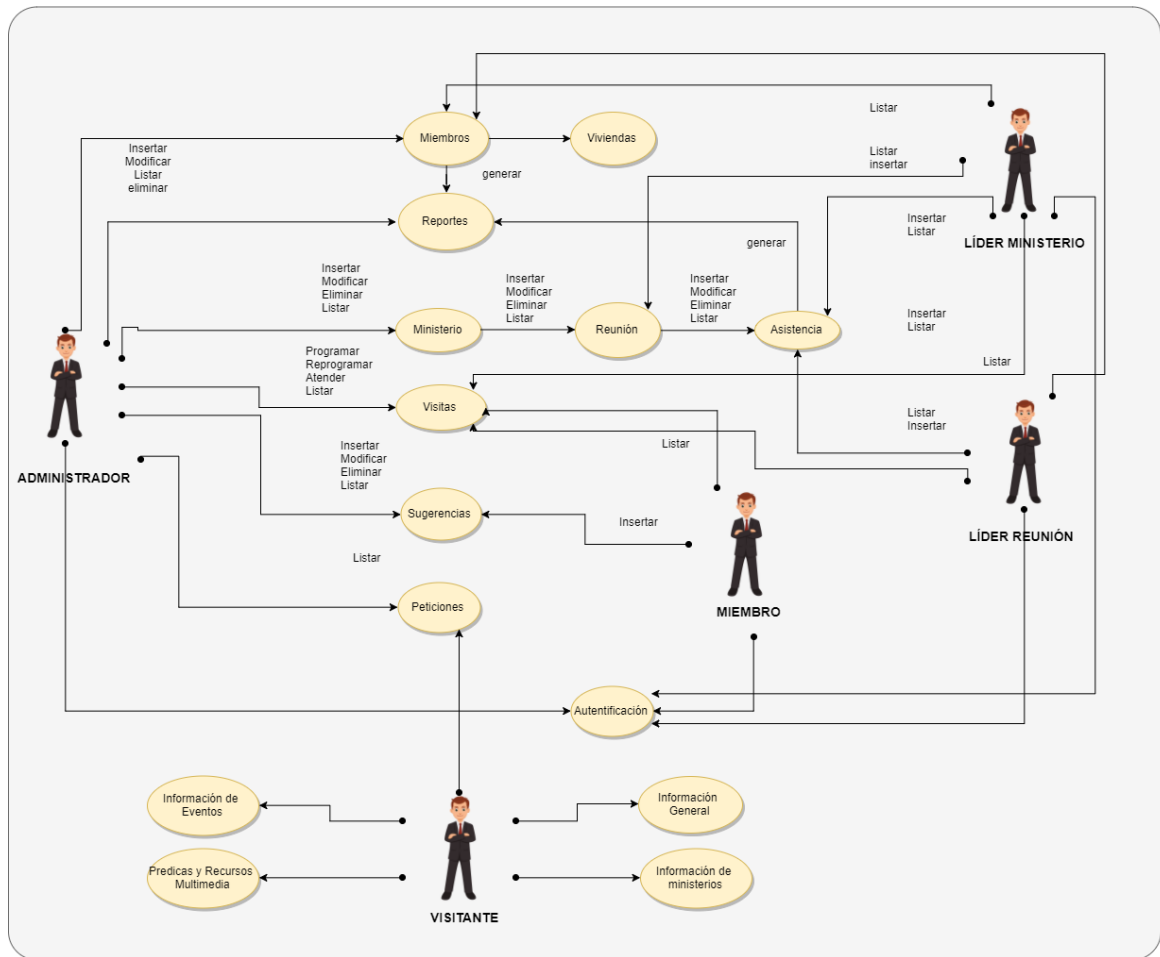 Listar
Miembros
Viviendas
Insertar
Modificar
Listar
eliminar
Listar
insertar
generar
Reportes
Insertar
Listar
LÍDER MINISTERIO
generar
Insertar
Modificar
Eliminar
Listar
Insertar
Modificar
Eliminar
Listar
Insertar
Modificar
Eliminar
Listar
Insertar
Listar
Ministerio
Reunión
Asistencia
Programar
Reprogramar
Atender
Listar
Listar
Visitas
Listar
Insertar
Insertar
Modificar
Eliminar
Listar
Listar
ADMINISTRADOR
Sugerencias
Insertar
LÍDER REUNIÓN
Listar
Peticiones
MIEMBRO
Autentificación
Información de
Eventos
Información
General
Predicas y Recursos
Multimedia
Información de
ministerios
VISITANTE